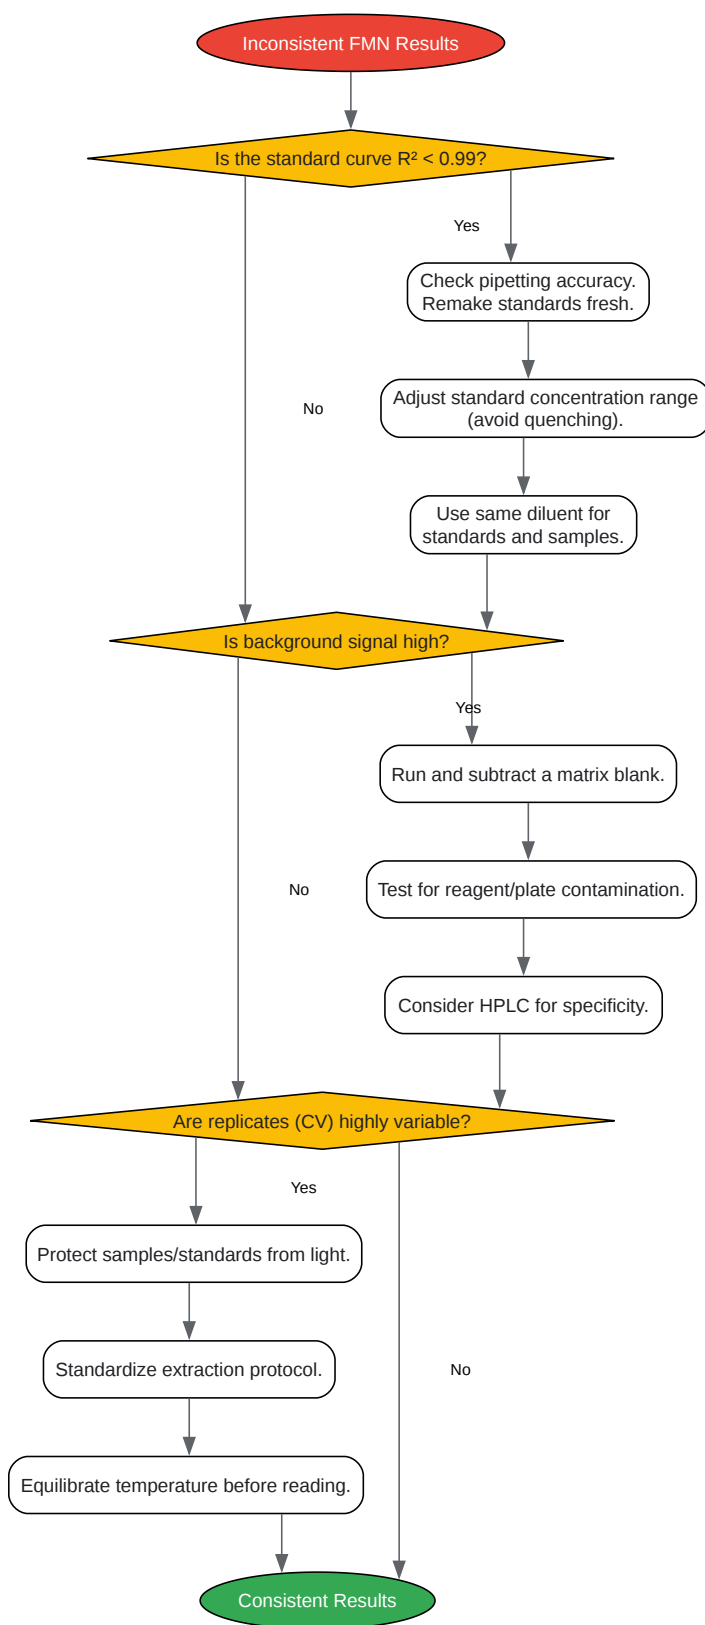 Inconsistent FMN Results
Is the standard curve R² < 0.99?
Yes
Check pipetting accuracy.
Remake standards fresh.
No
Adjust standard concentration range
(avoid quenching).
Use same diluent for
standards and samples.
Is background signal high?
Yes
Run and subtract a matrix blank.
No
Test for reagent/plate contamination.
Consider HPLC for specificity.
Are replicates (CV) highly variable?
Yes
Protect samples/standards from light.
Standardize extraction protocol.
No
Equilibrate temperature before reading.
Consistent Results